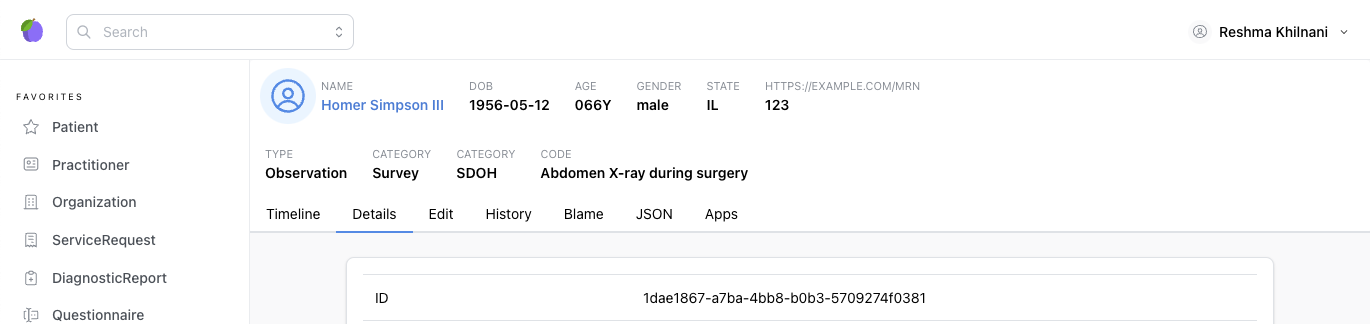 Search
Reshma Khilnani
FAVORITES
Patient
Practitioner
Organization
ServiceRequest
DiagnosticReport
Questionnaire
NAME DOB AGE GENDER STATE HTTPS://EXAMPLE.COM/MRN
Homer Simpson III 1956-05-12 066Y male IL 123
TYPE CATEGORY CATEGORY CODE
Observation Survey SDOH Abdomen X-ray during surgery
Timeline Details Edit History Blame JSON Apps
ID 1dae1867-a7ba-4bb8-b0b3-5709274f0381